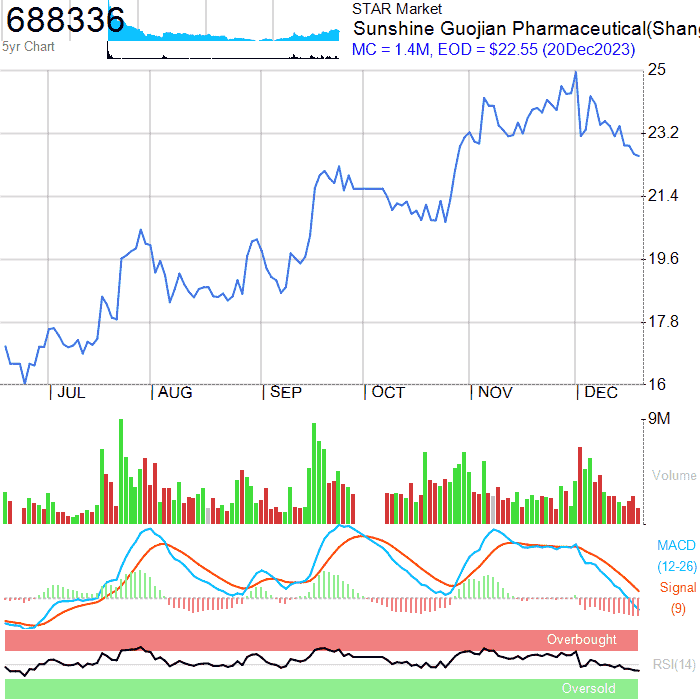 688336
5yr Chart
STAR Market
Sunshine Guojian Pharmaceutical(Shang
MC = 1.4M, EOD = $22.55 (20Dec2023)
25
23.2
21.4
19.6
17.8
16
JUL AUG SEP OCT NOV DEC
9M
Volume
MACD
(12-26)
Signal
(9)
Overbought
RSI(14)
Oversold